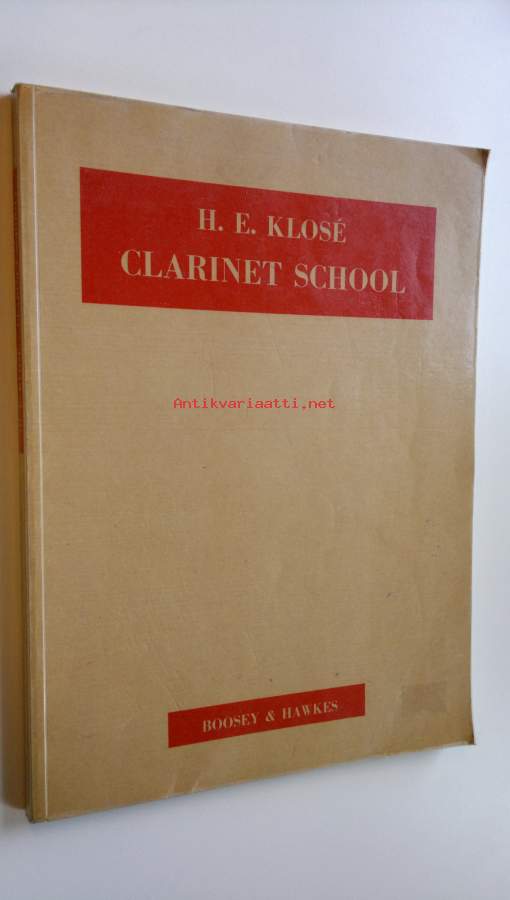 H. E. KLOSÉ
CLARINET SCHOOL
Antikvariaatti.net
BOOSEY & HAWKES